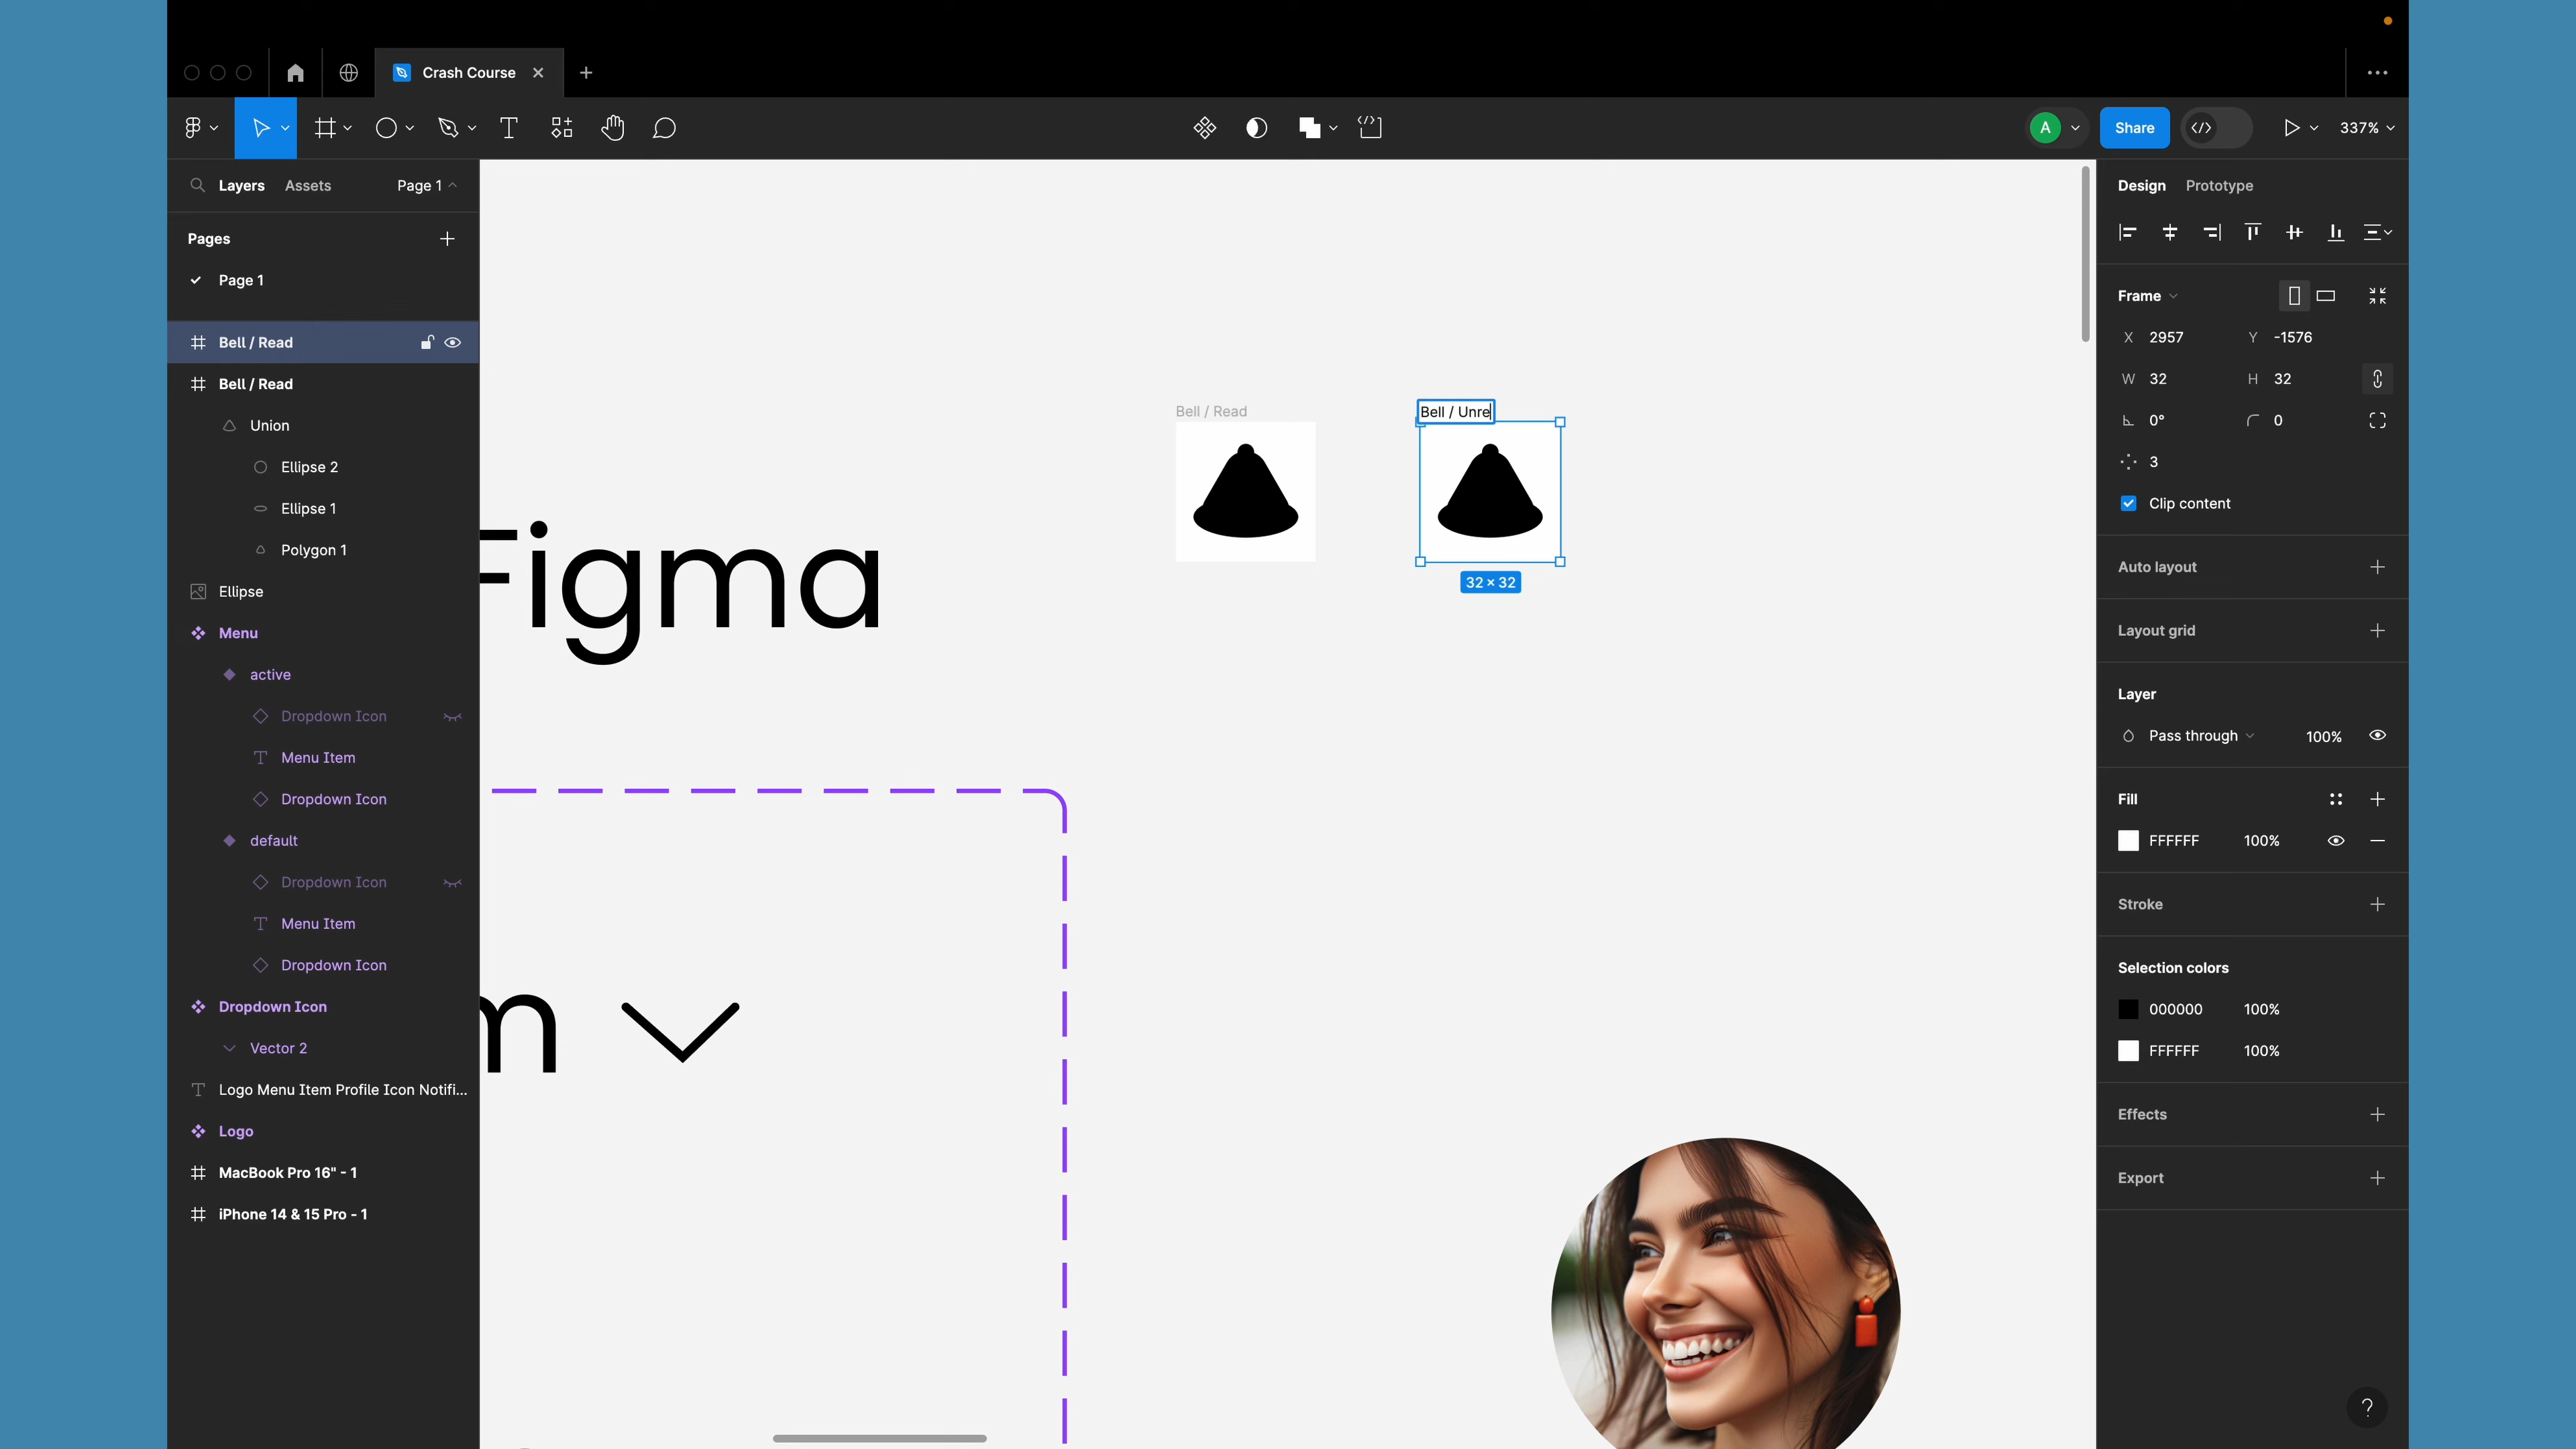 Crash Course
A
Share
337%
Layers
Assets
Page 1
Pages
Page 1
Bell / Read
Bell / Read
Union
Ellipse 2
Ellipse 1
Polygon 1
Ellipse
Menu
active
Dropdown Icon
Menu Item
Dropdown Icon
default
Dropdown Icon
Menu Item
Dropdown Icon
Dropdown Icon
Vector 2
Logo Menu Item Profile Icon Notifi...
Logo
MacBook Pro 16" - 1
iPhone 14 & 15 Pro - 1
Bell / Read
Bell / Unre
32 × 32
Figma
m
Design
Prototype
Frame
X 2957 Y -1576
W 32 H 32
0° 0
3
Clip content
Auto layout
Layout grid
Layer
Pass through 100%
Fill
FFFFFF 100%
Stroke
Selection colors
000000 100%
FFFFFF 100%
Effects
Export
?